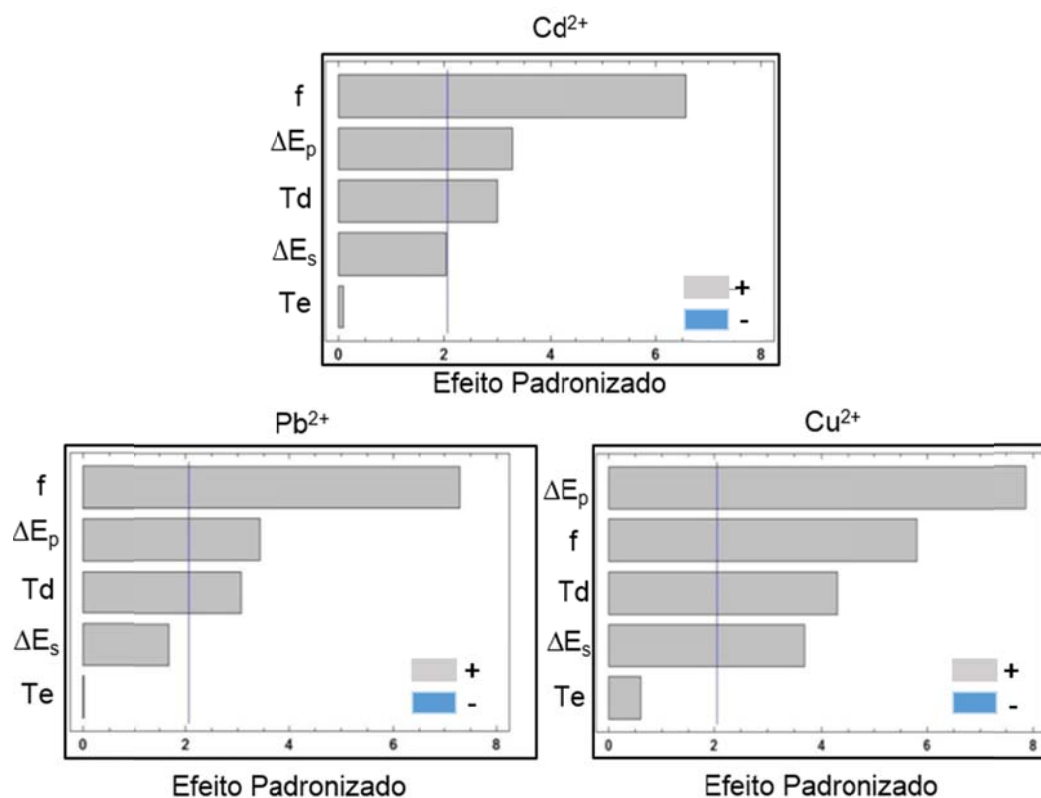 Cd²⁺
f
ΔEₚ
Td
ΔEₛ
Te
+
-
0 2 4 6 8
Efeito Padronizado
Pb²⁺
f
ΔEₚ
Td
ΔEₛ
Te
+
-
0 2 4 6 8
Efeito Padronizado
Cu²⁺
ΔEₚ
f
Td
ΔEₛ
Te
+
-
0 2 4 6 8
Efeito Padronizado